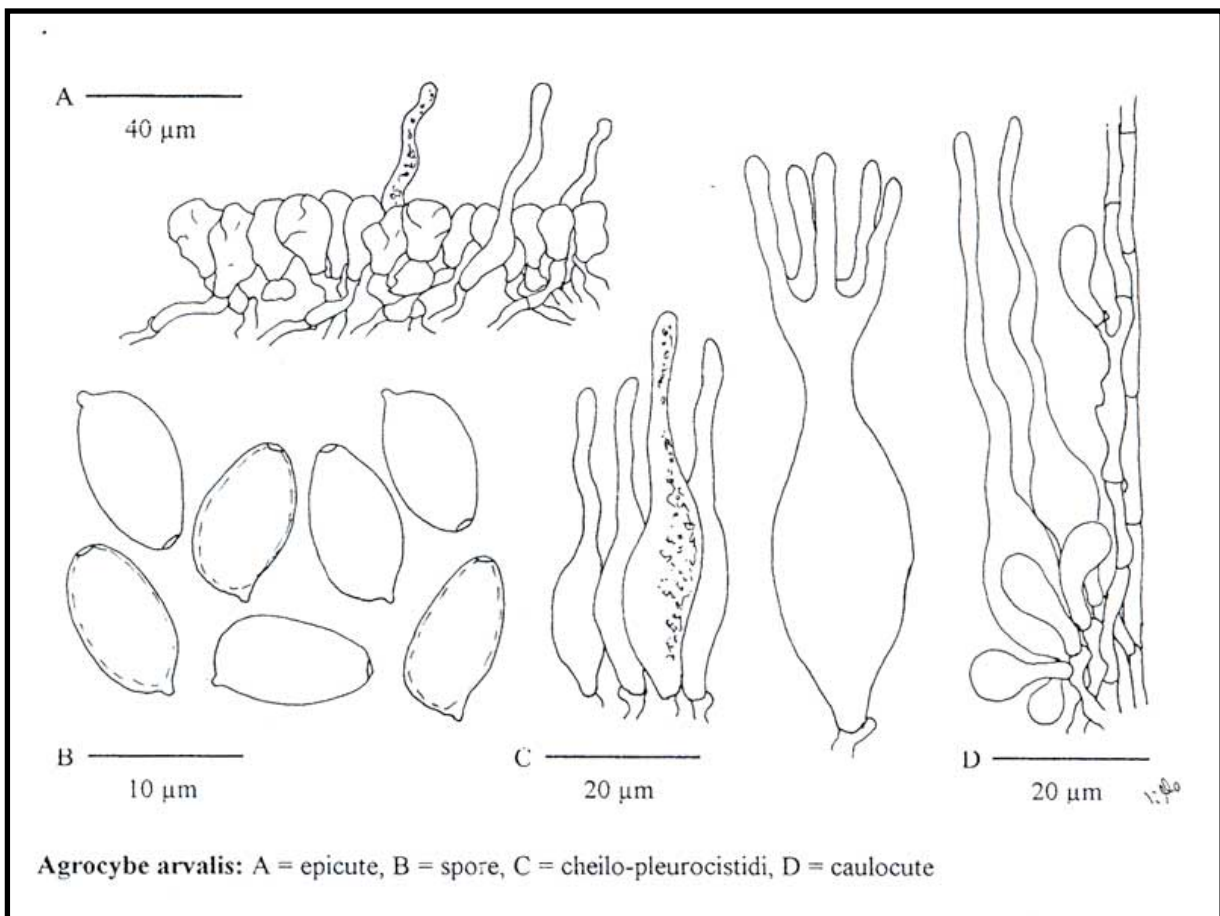 A
40 µm
B
10 µm
C
20 µm
D
20 µm
Agrocybe arvalis: A = epicute, B = spore, C = cheilo-pleurocistidi, D = caulocute